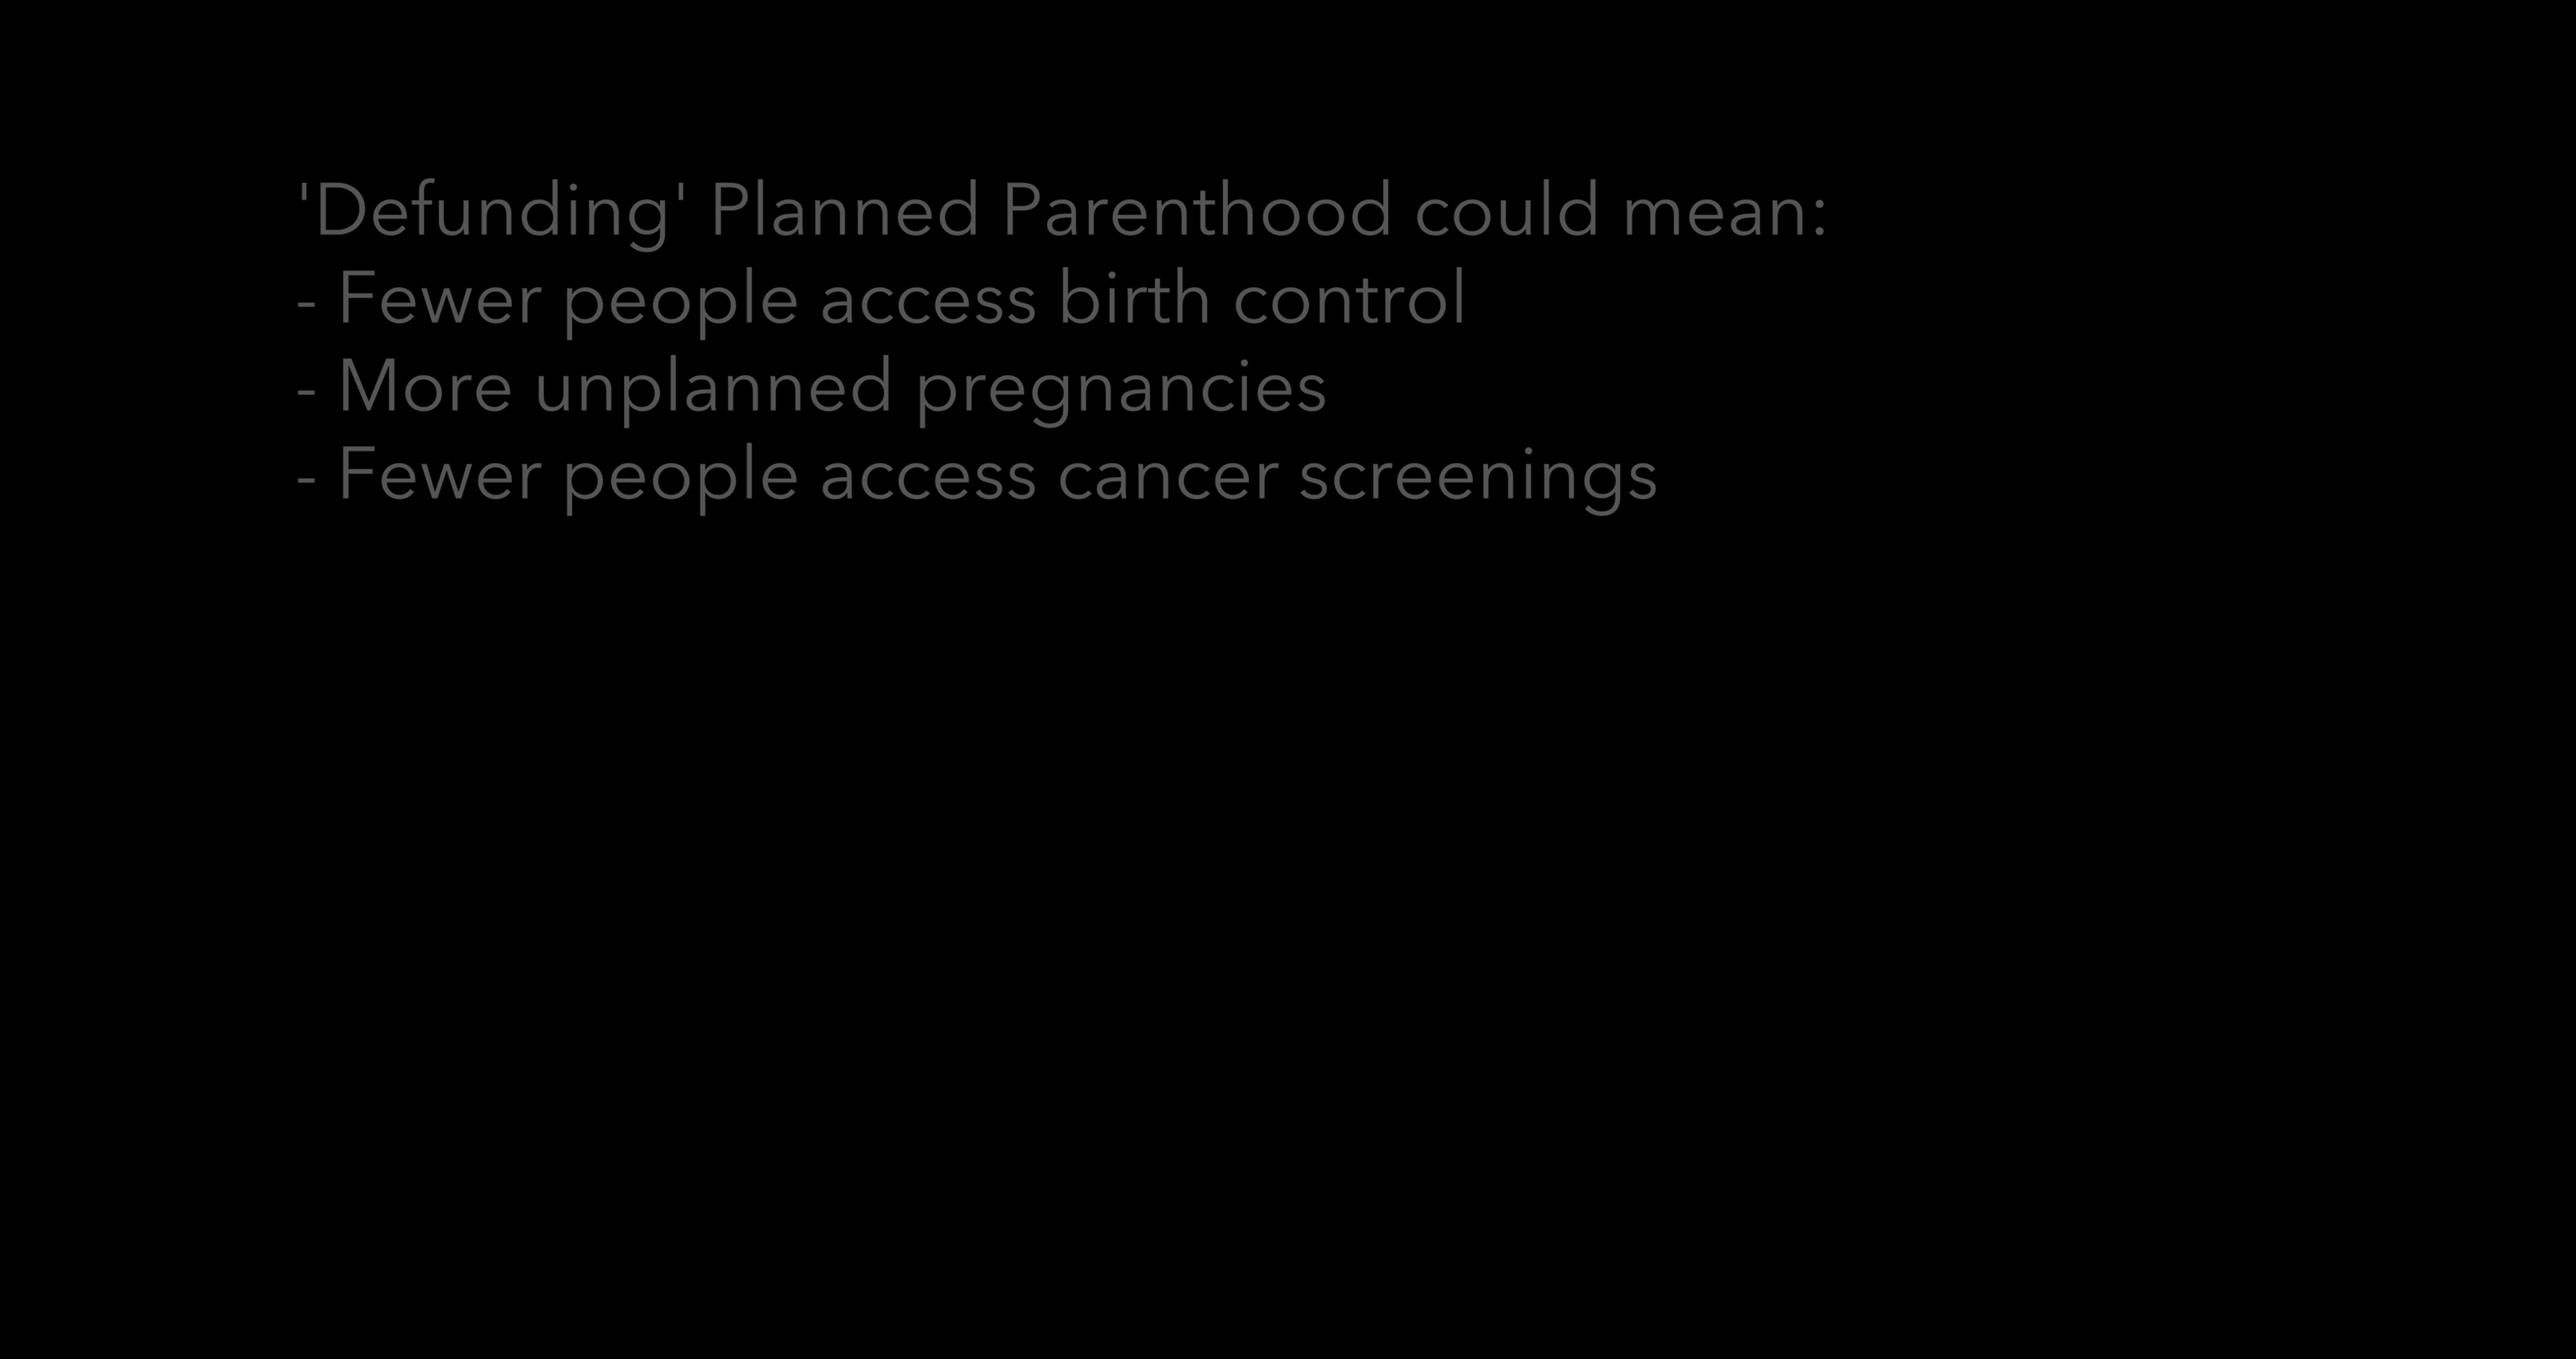 'Defunding' Planned Parenthood could mean:
- Fewer people access birth control
- More unplanned pregnancies
- Fewer people access cancer screenings